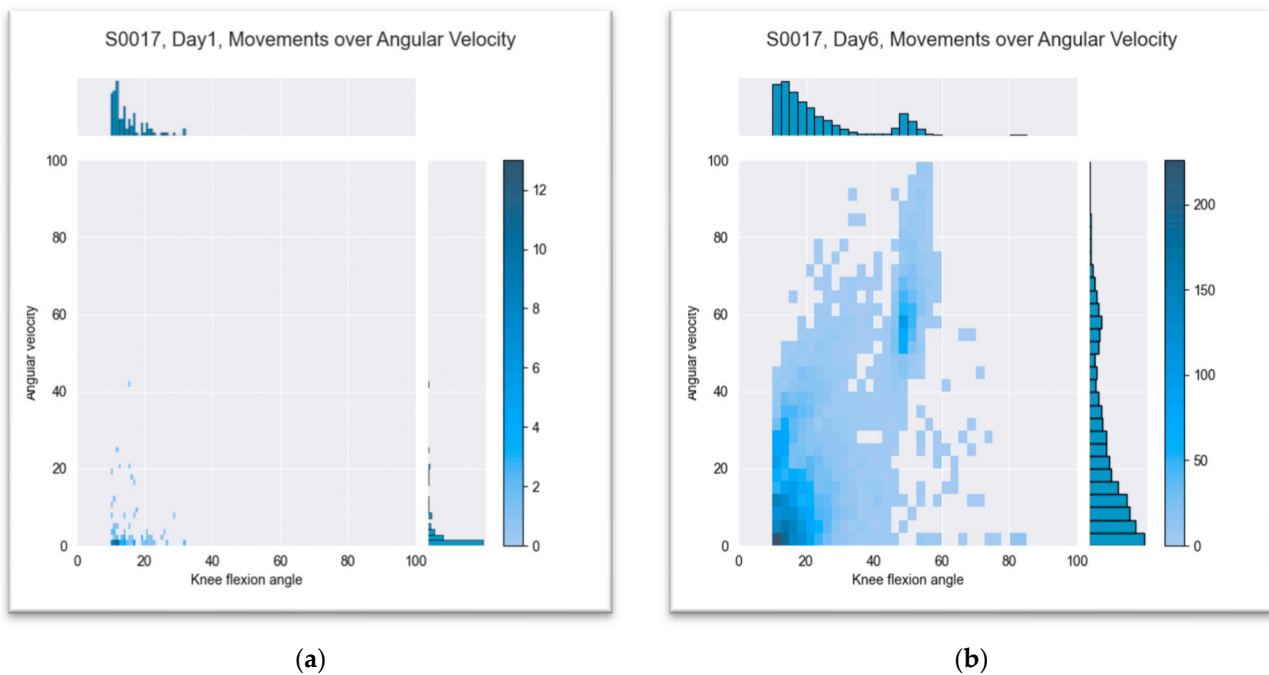 S0017, Day1, Movements over Angular Velocity
100
80
60
40
20
0
Angular velocity
0 20 40 60 80 100
Knee flexion angle
12
10
8
6
4
2
0
(a)
S0017, Day6, Movements over Angular Velocity
100
80
60
40
20
0
Angular velocity
0 20 40 60 80 100
Knee flexion angle
200
150
100
50
0
(b)